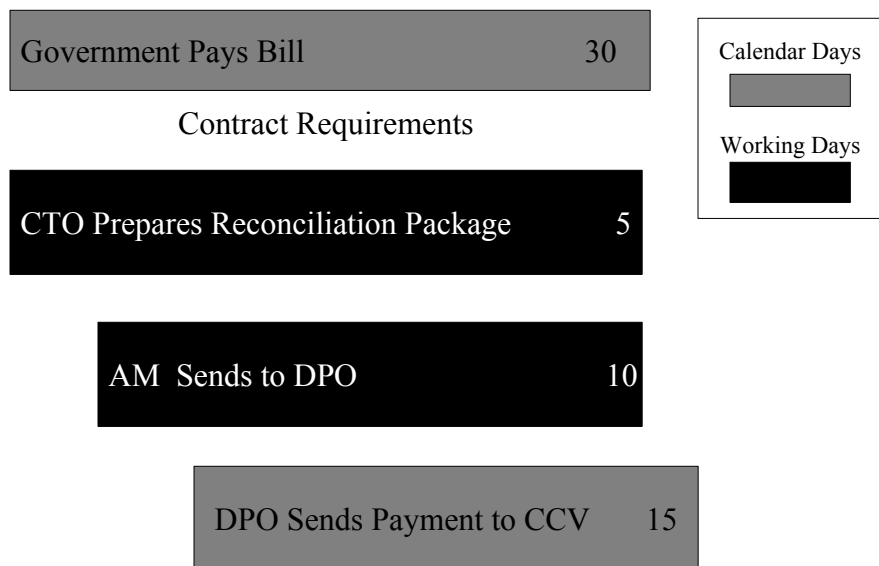 Government Pays Bill 30
Calendar Days
Contract Requirements
Working Days
CTO Prepares Reconciliation Package 5
AM Sends to DPO 10
DPO Sends Payment to CCV 15